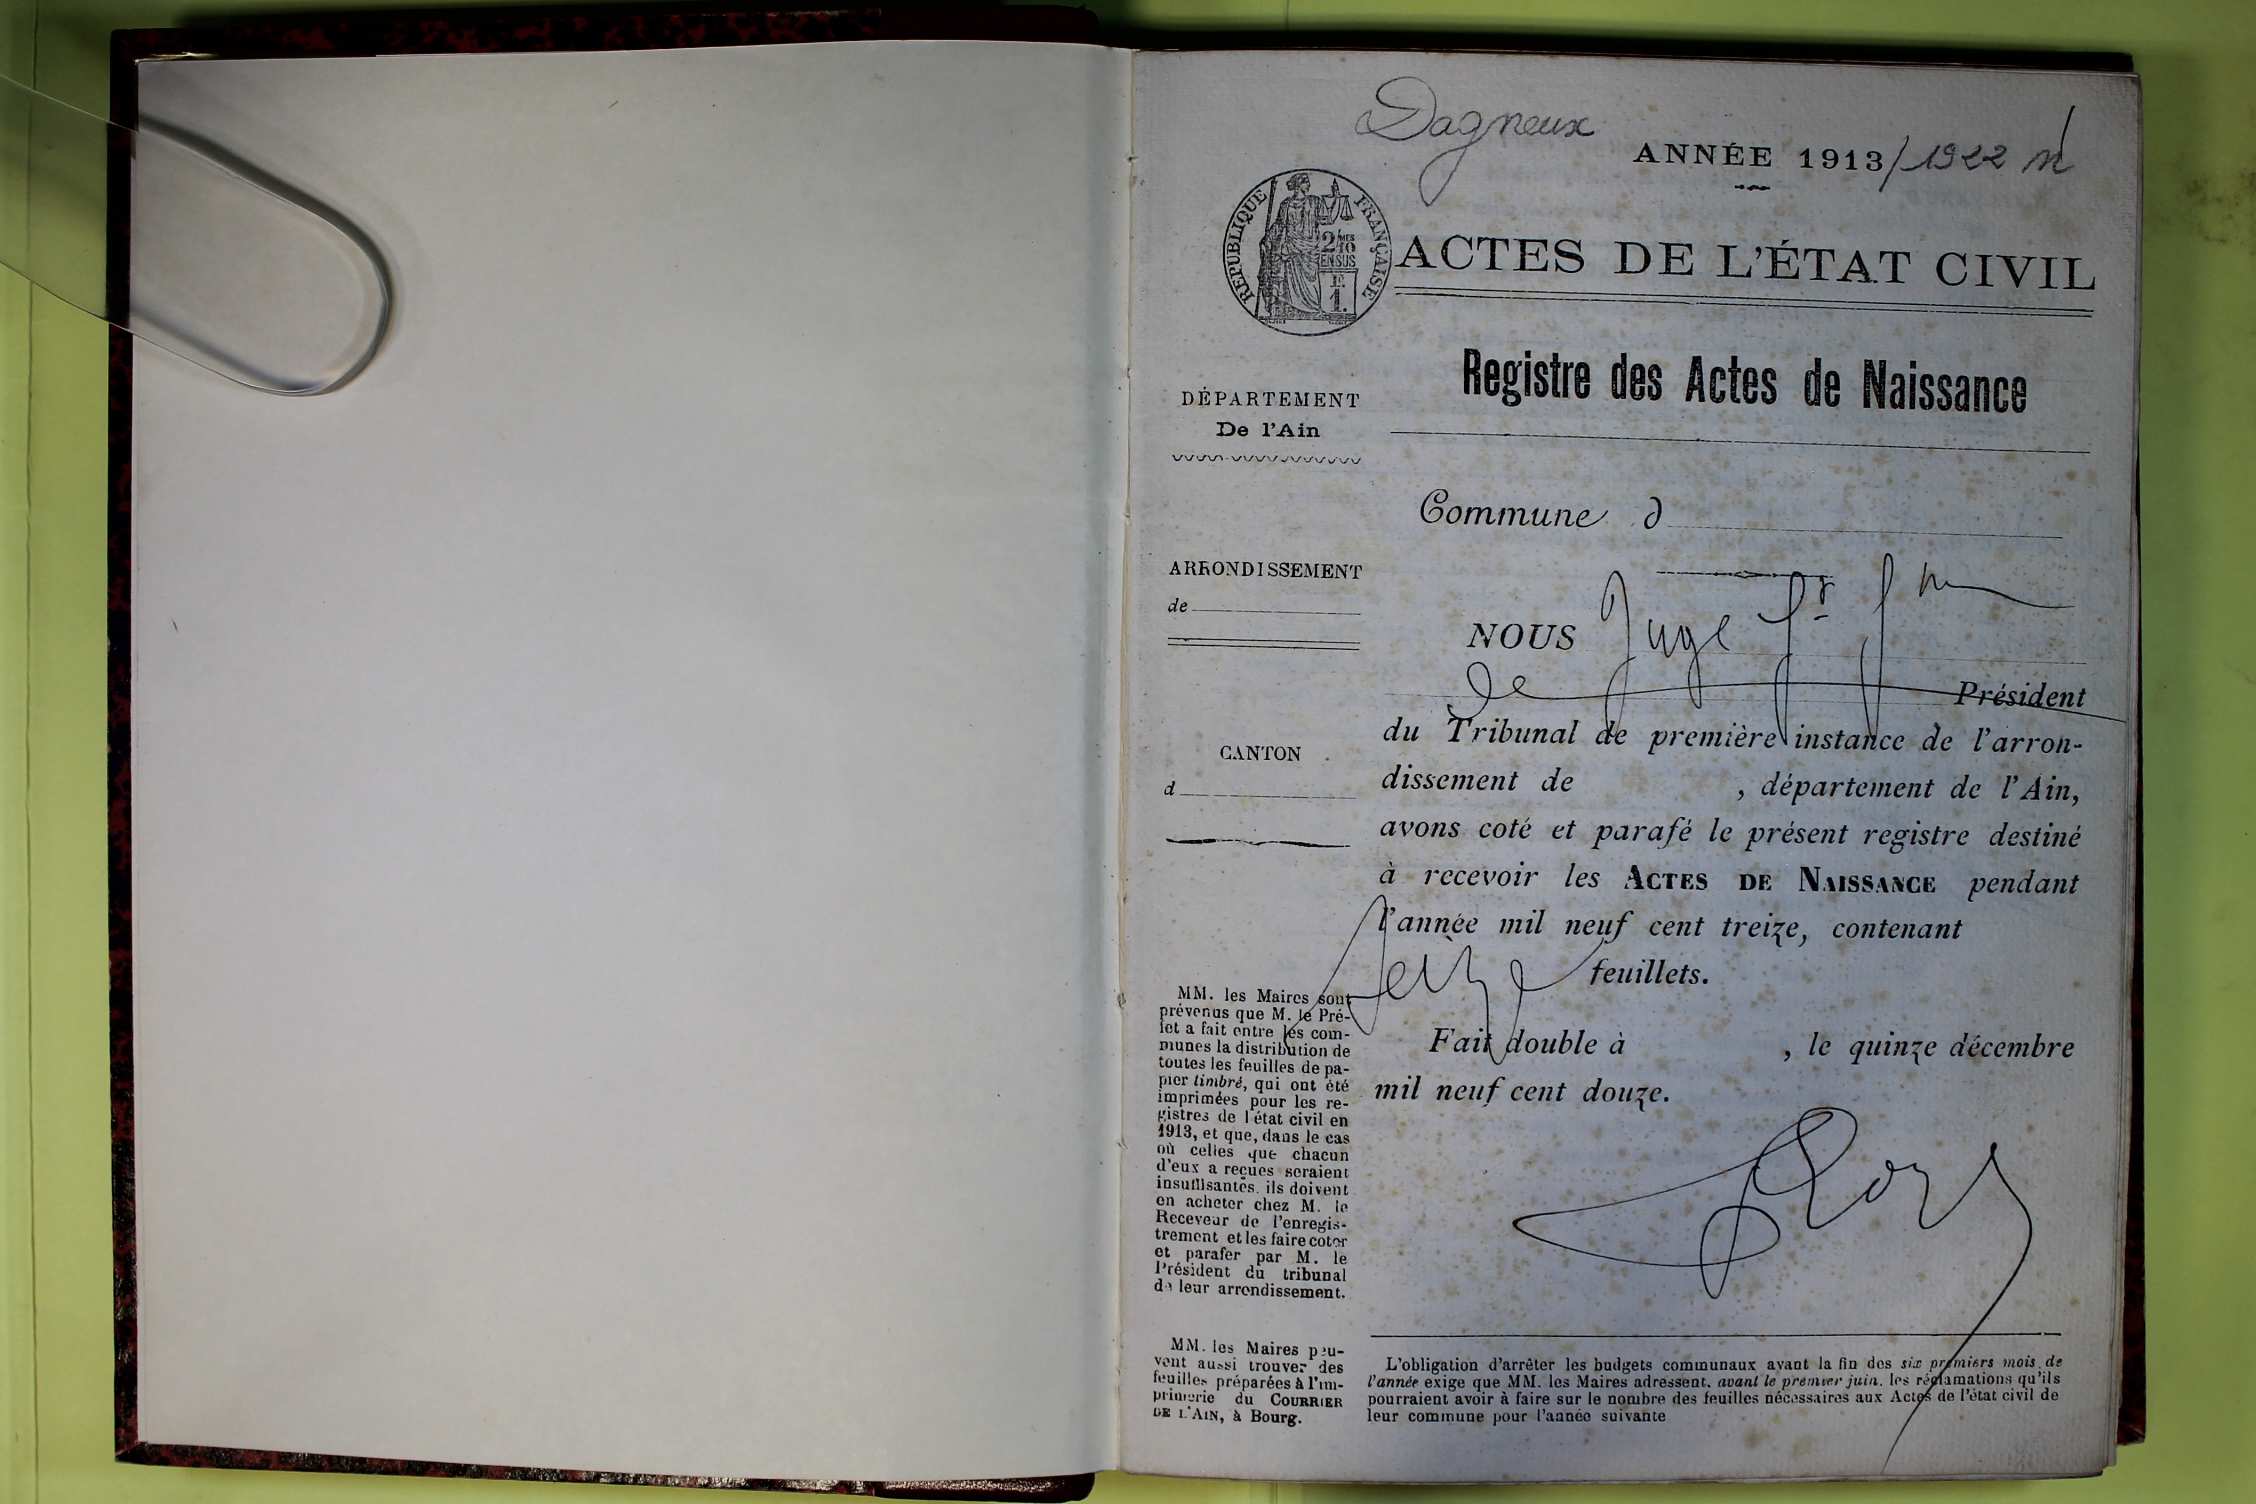 Dagneux
ANNÉE 1913/1922 N
RÉPUBLIQUE FRANÇAISE
2/10MES
EN SUS
1F.
ACTES DE L'ÉTAT CIVIL
Registre des Actes de Naissance
DÉPARTEMENT
De l'Ain
ARRONDISSEMENT
de
CANTON
d
MM. les Maires sont
prévenus que M. le Pré-
fet a fait entre les com-
munes la distribution de
toutes les feuilles de pa-
pier timbré, qui ont été
imprimées pour les re-
gistres de l'état civil en
1913, et que, dans le cas
où celles que chacun
d'eux a reçues seraient
insuffisantes, ils doivent
en acheter chez M. le
Receveur de l'enregis-
trement et les faire coter
et parafer par M. le
Président du tribunal
de leur arrondissement.
MM. les Maires peu-
vent aussi trouver des
feuilles préparées à l'im-
primerie du COURRIER
DE L'AIN, à Bourg.
Commune d
NOUS Juge
de Président
du Tribunal de première instance de l'arron-
dissement de , département de l'Ain,
avons coté et parafé le présent registre destiné
à recevoir les ACTES DE NAISSANCE pendant
l'année mil neuf cent treize, contenant
seize feuillets.
Fait double à , le quinze décembre
mil neuf cent douze.
L'obligation d'arrêter les budgets communaux avant la fin des six premiers mois de
l'année exige que MM. les Maires adressent, avant le premier juin, les réclamations qu'ils
pourraient avoir à faire sur le nombre des feuilles nécessaires aux Actes de l'état civil de
leur commune pour l'année suivante